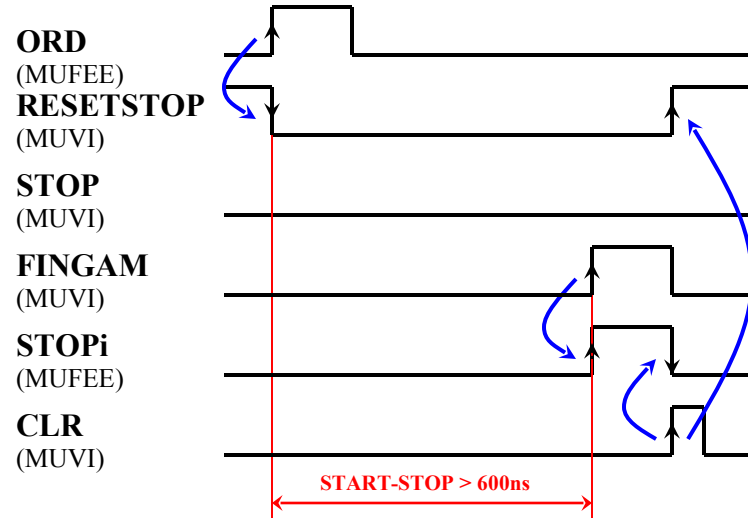 ORD
(MUFEE)
RESETSTOP
(MUVI)
STOP
(MUVI)
FINGAM
(MUVI)
STOPi
(MUFEE)
CLR
(MUVI)
START-STOP > 600ns